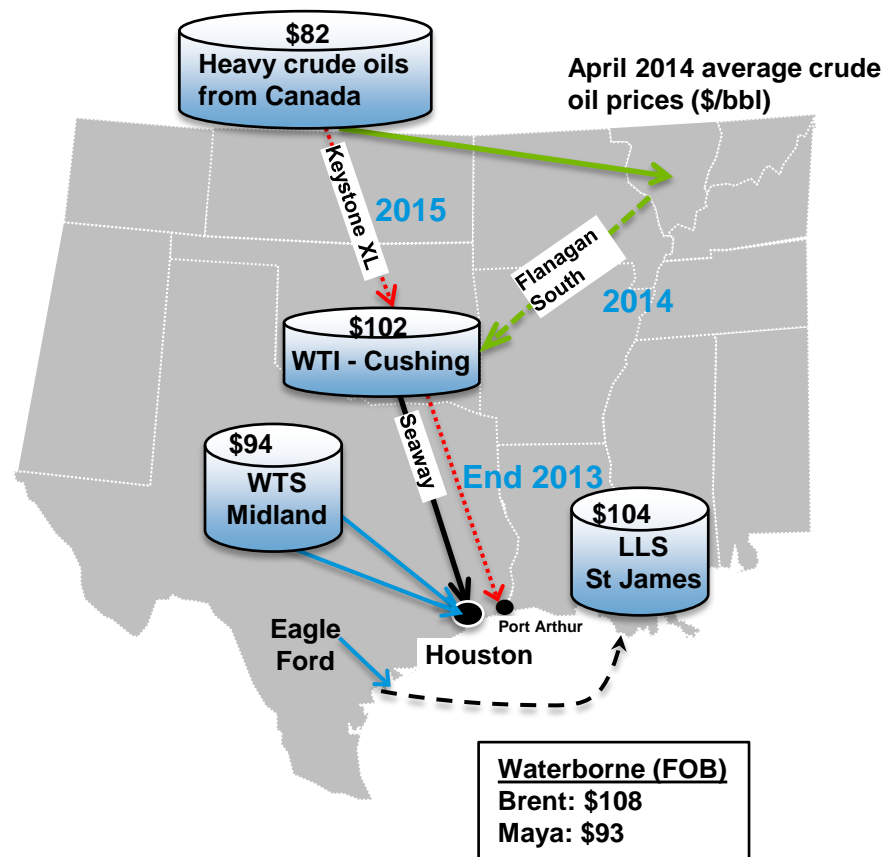 $82
Heavy crude oils
from Canada
April 2014 average crude
oil prices ($/bbl)
Keystone XL
2015
Flanagan
South
2014
$102
WTI - Cushing
Seaway
End 2013
$94
WTS
Midland
$104
LLS
St James
Port Arthur
Houston
Eagle
Ford
Waterborne (FOB)
Brent: $108
Maya: $93